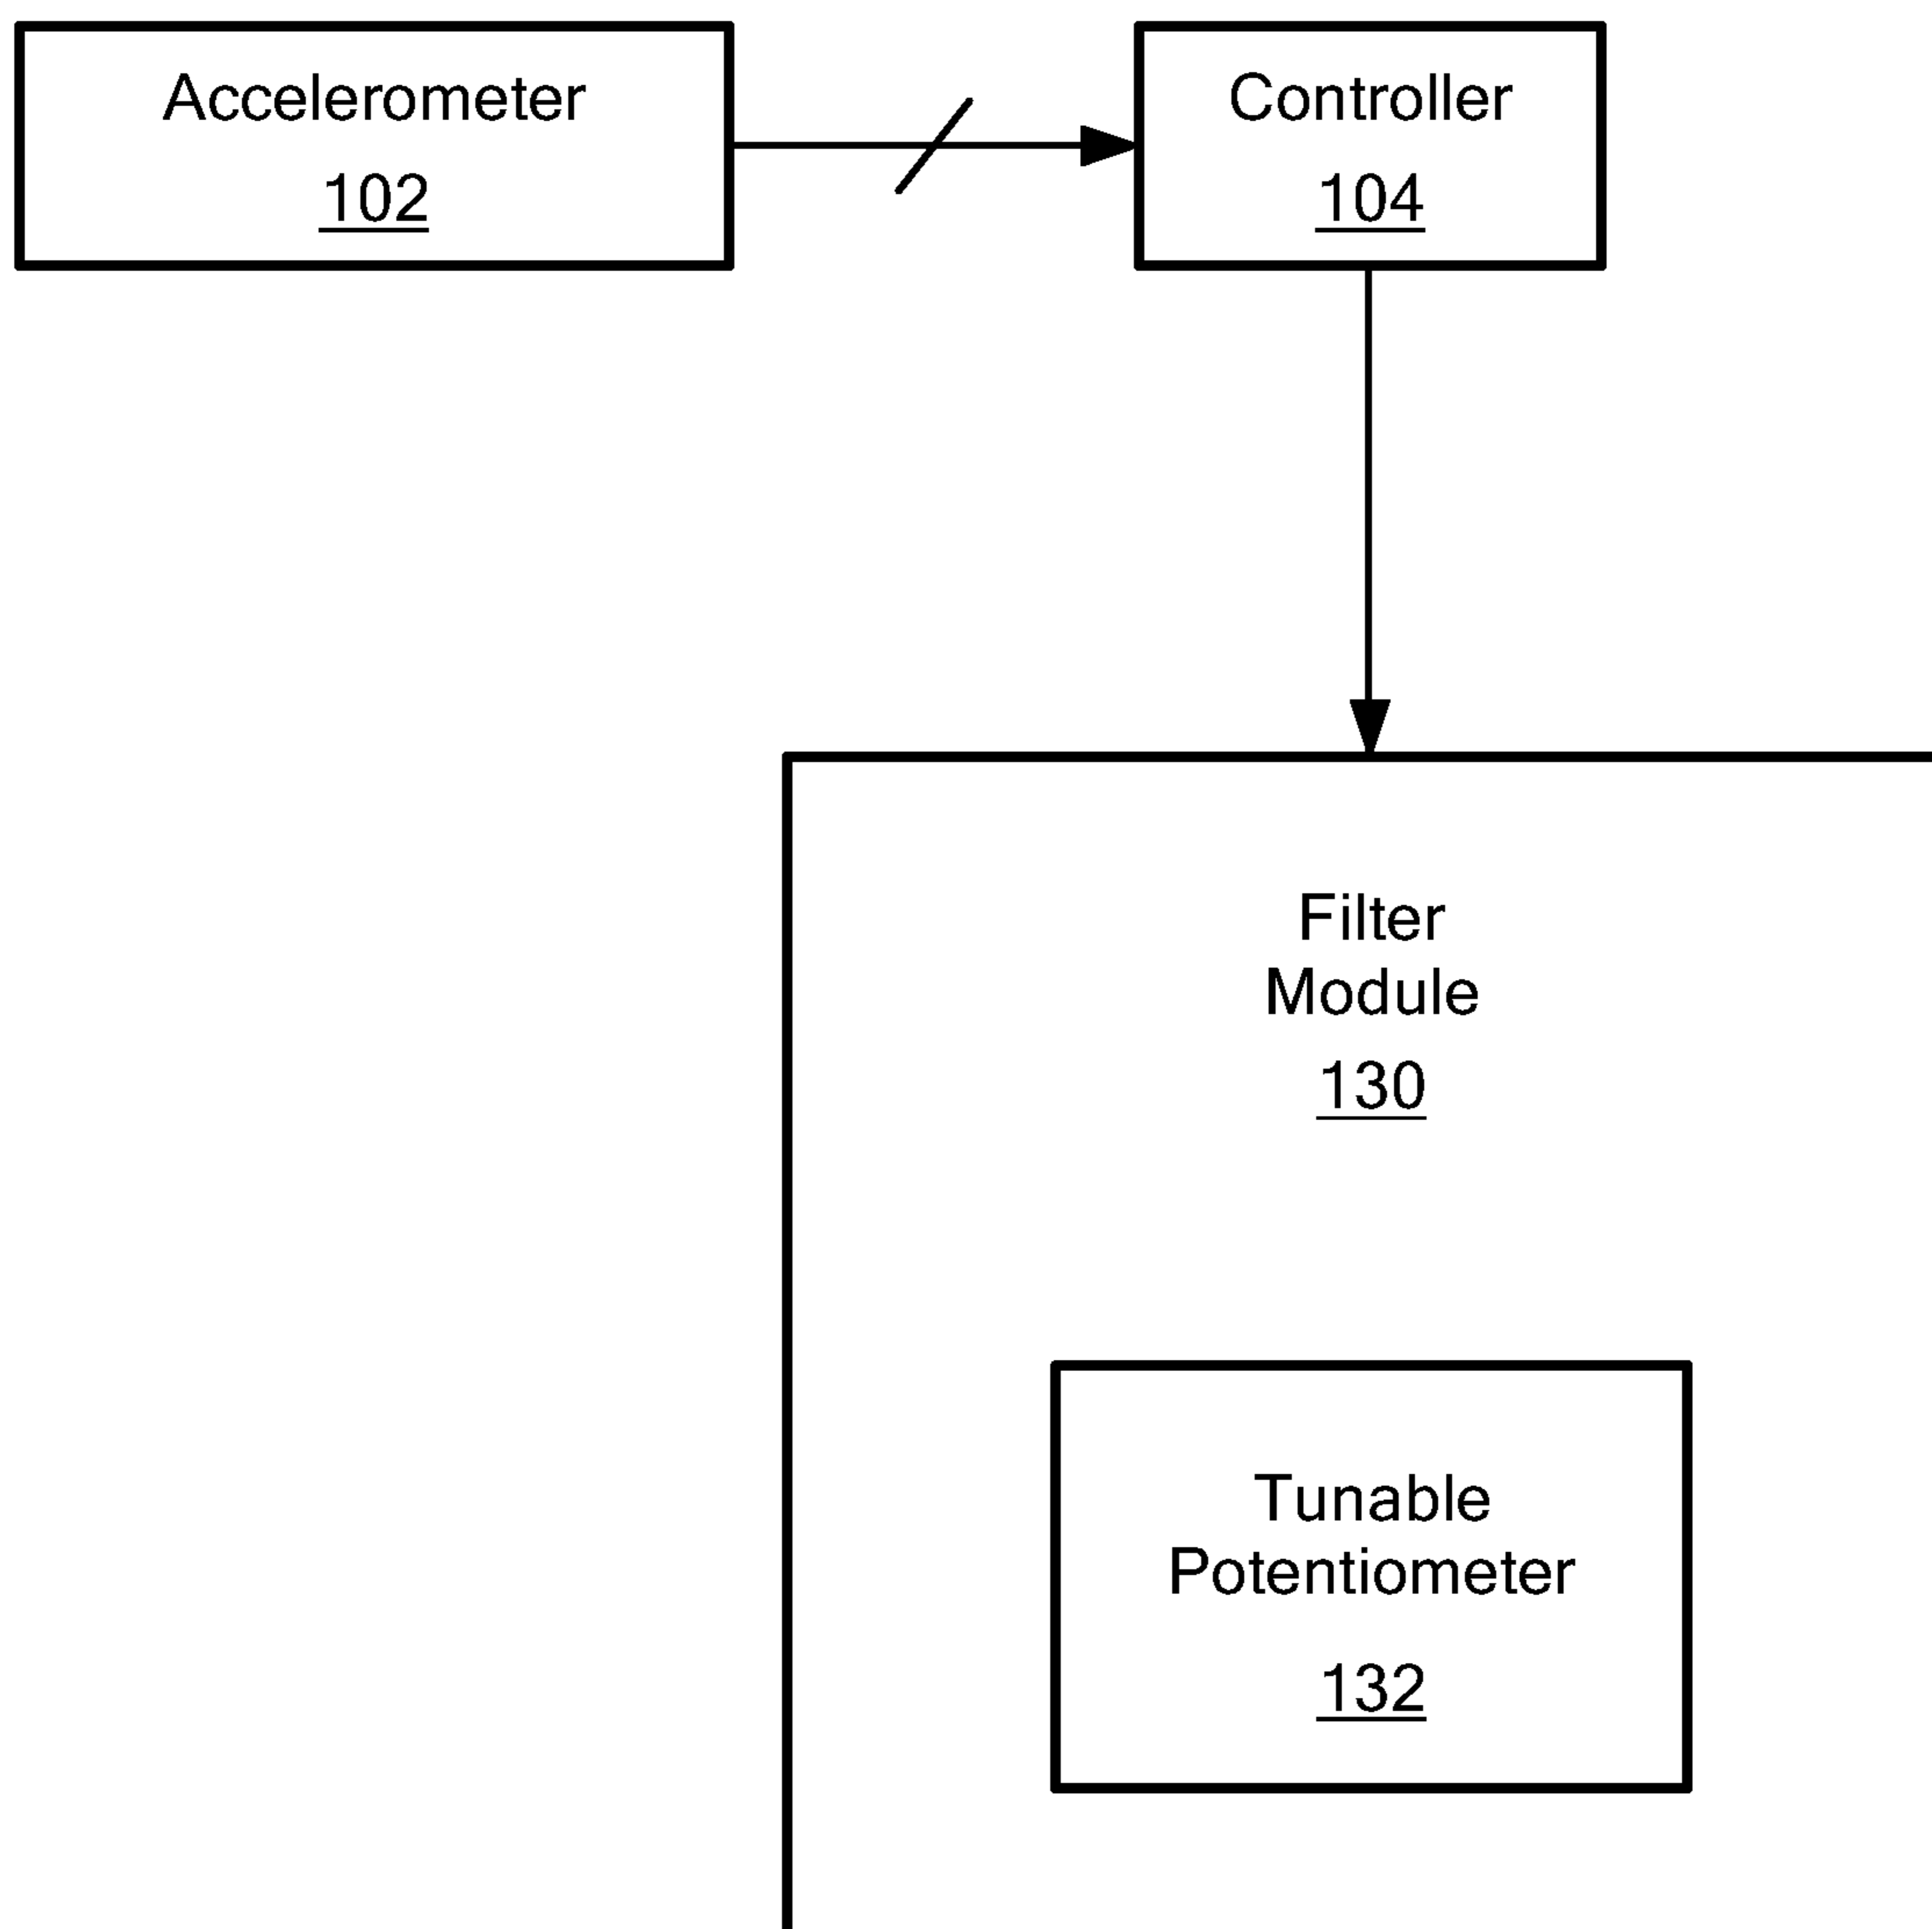 Accelerometer
102
Controller
104
Filter
Module
130
Tunable
Potentiometer
132